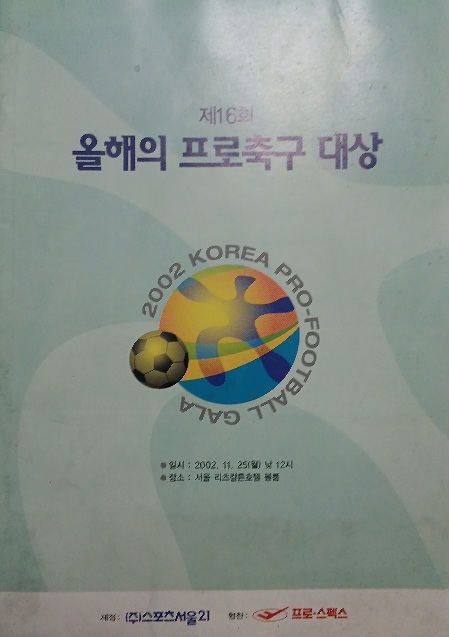 제16회
올해의 프로축구 대상
2002 KOREA PRO-FOOTBALL GALA
● 일시 : 2002. 11. 25(월) 낮 12시
● 장소 : 서울 리츠칼튼호텔 볼룸
제정 : (주)스포츠서울21 협찬 : 프로-스펙스